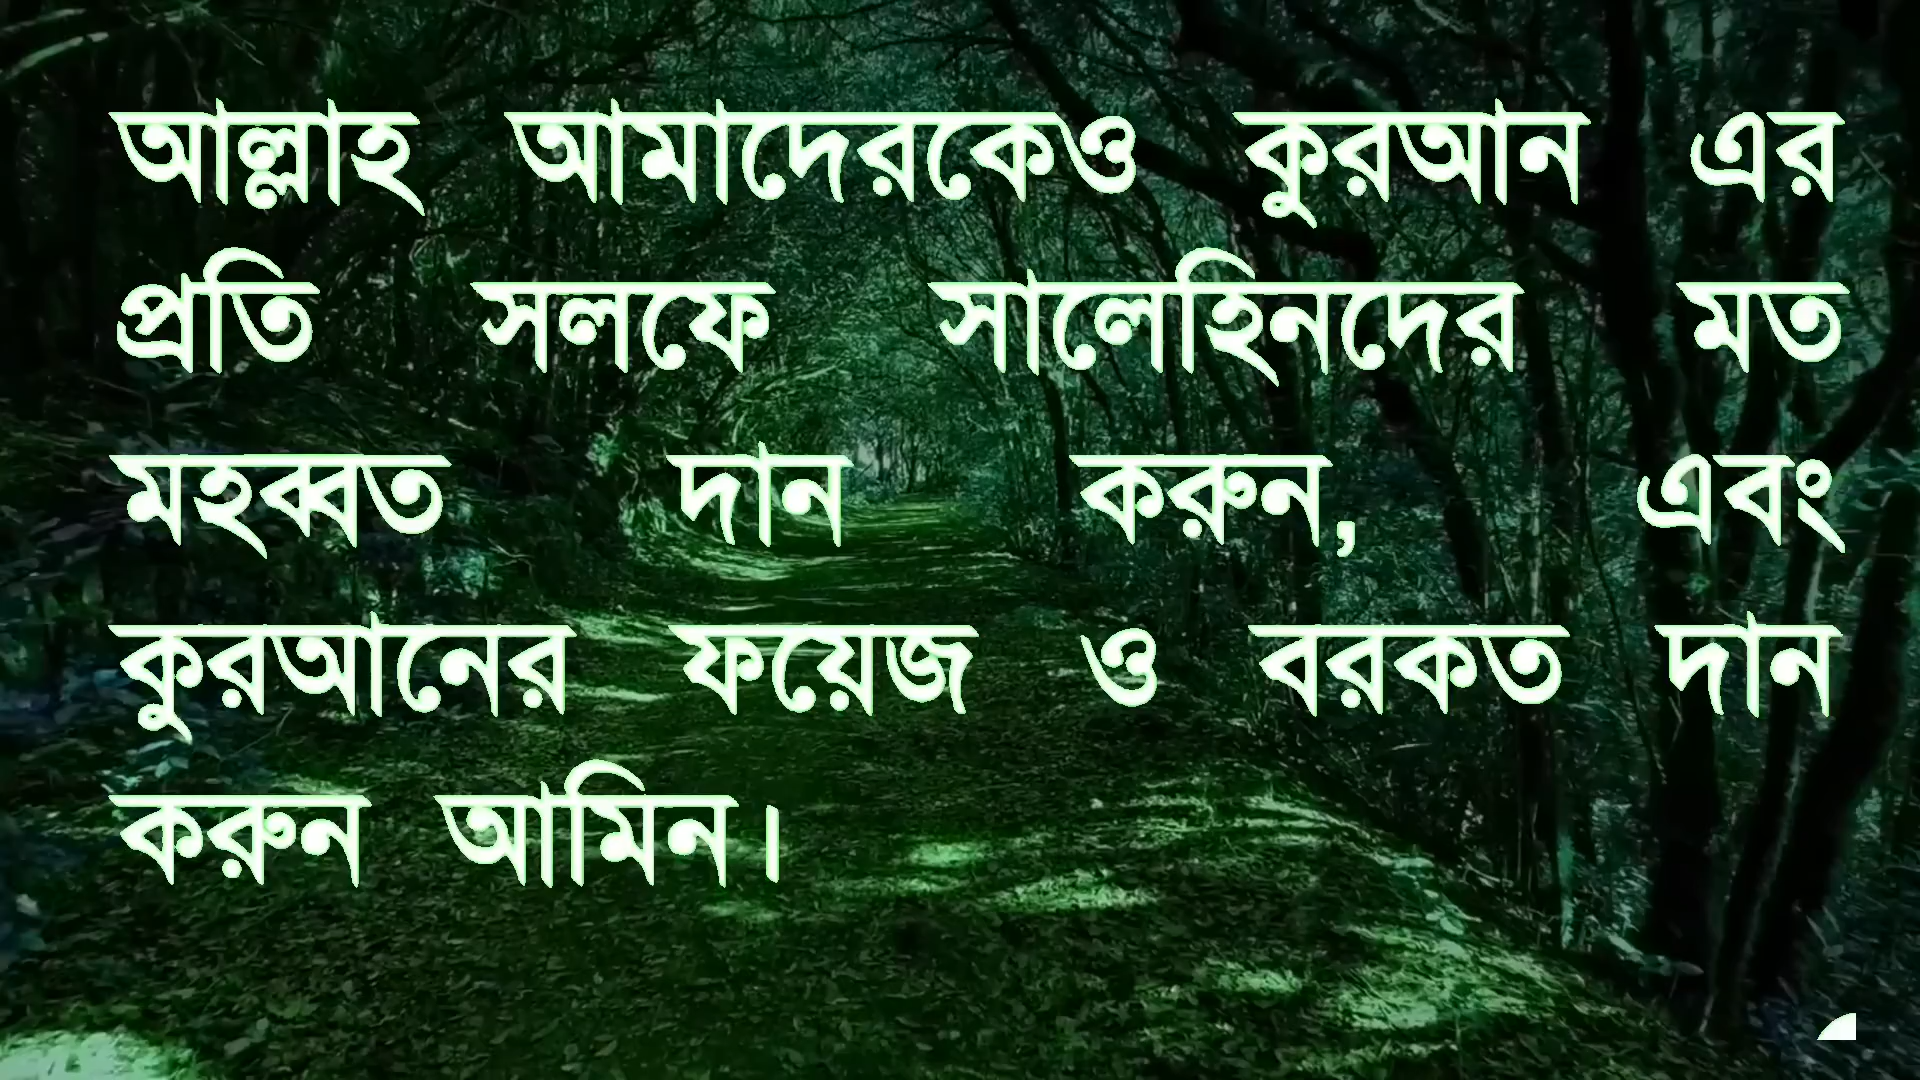 আল্লাহ আমাদেরকেও কুরআন এর
প্রতি সলফে সালেহিনদের মত
মহব্বত দান করুন, এবং
কুরআনের ফয়েজ ও বরকত দান
করুন আমিন।